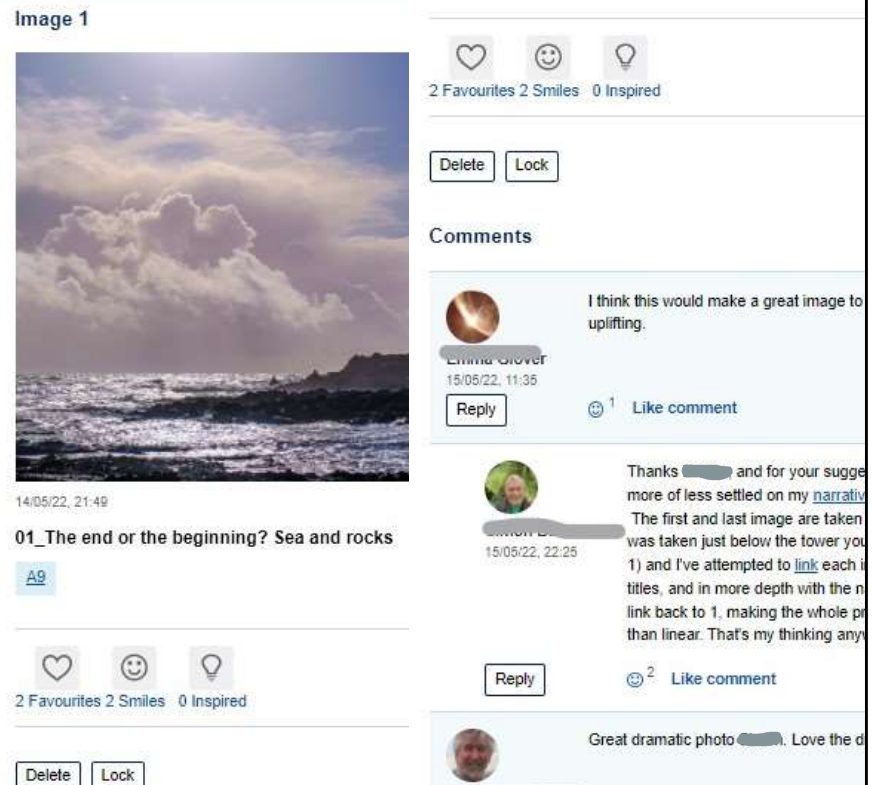 Image 1
14/05/22, 21:49
01_The end or the beginning? Sea and rocks
A9
2 Favourites 2 Smiles 0 Inspired
Delete Lock
2 Favourites 2 Smiles 0 Inspired
Delete Lock
Comments
I think this would make a great image to
uplifting.
15/05/22, 11:35
Reply
1 Like comment
Thanks and for your sugge
more of less settled on my narrativ
The first and last image are taken
was taken just below the tower you
1) and I've attempted to link each i
titles, and in more depth with the n
link back to 1, making the whole pr
than linear. That's my thinking anyw
15/05/22, 22:25
Reply
2 Like comment
Great dramatic photo . Love the d